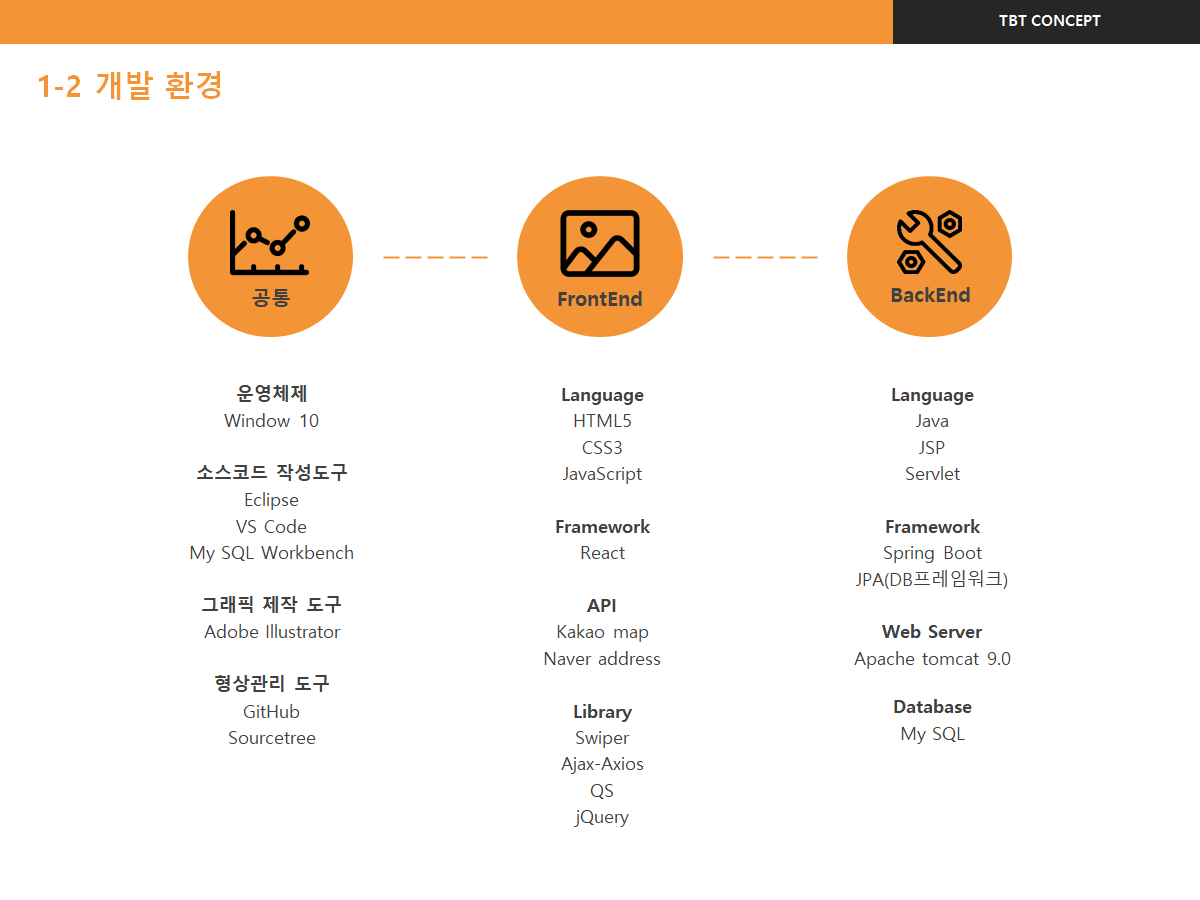 TBT CONCEPT
1-2 개발 환경
공통
운영체제
Window 10
소스코드 작성도구
Eclipse
VS Code
My SQL Workbench
그래픽 제작 도구
Adobe Illustrator
형상관리 도구
GitHub
Sourcetree
FrontEnd
Language
HTML5
CSS3
JavaScript
Framework
React
API
Kakao map
Naver address
Library
Swiper
Ajax-Axios
QS
jQuery
BackEnd
Language
Java
JSP
Servlet
Framework
Spring Boot
JPA(DB프레임워크)
Web Server
Apache tomcat 9.0
Database
My SQL